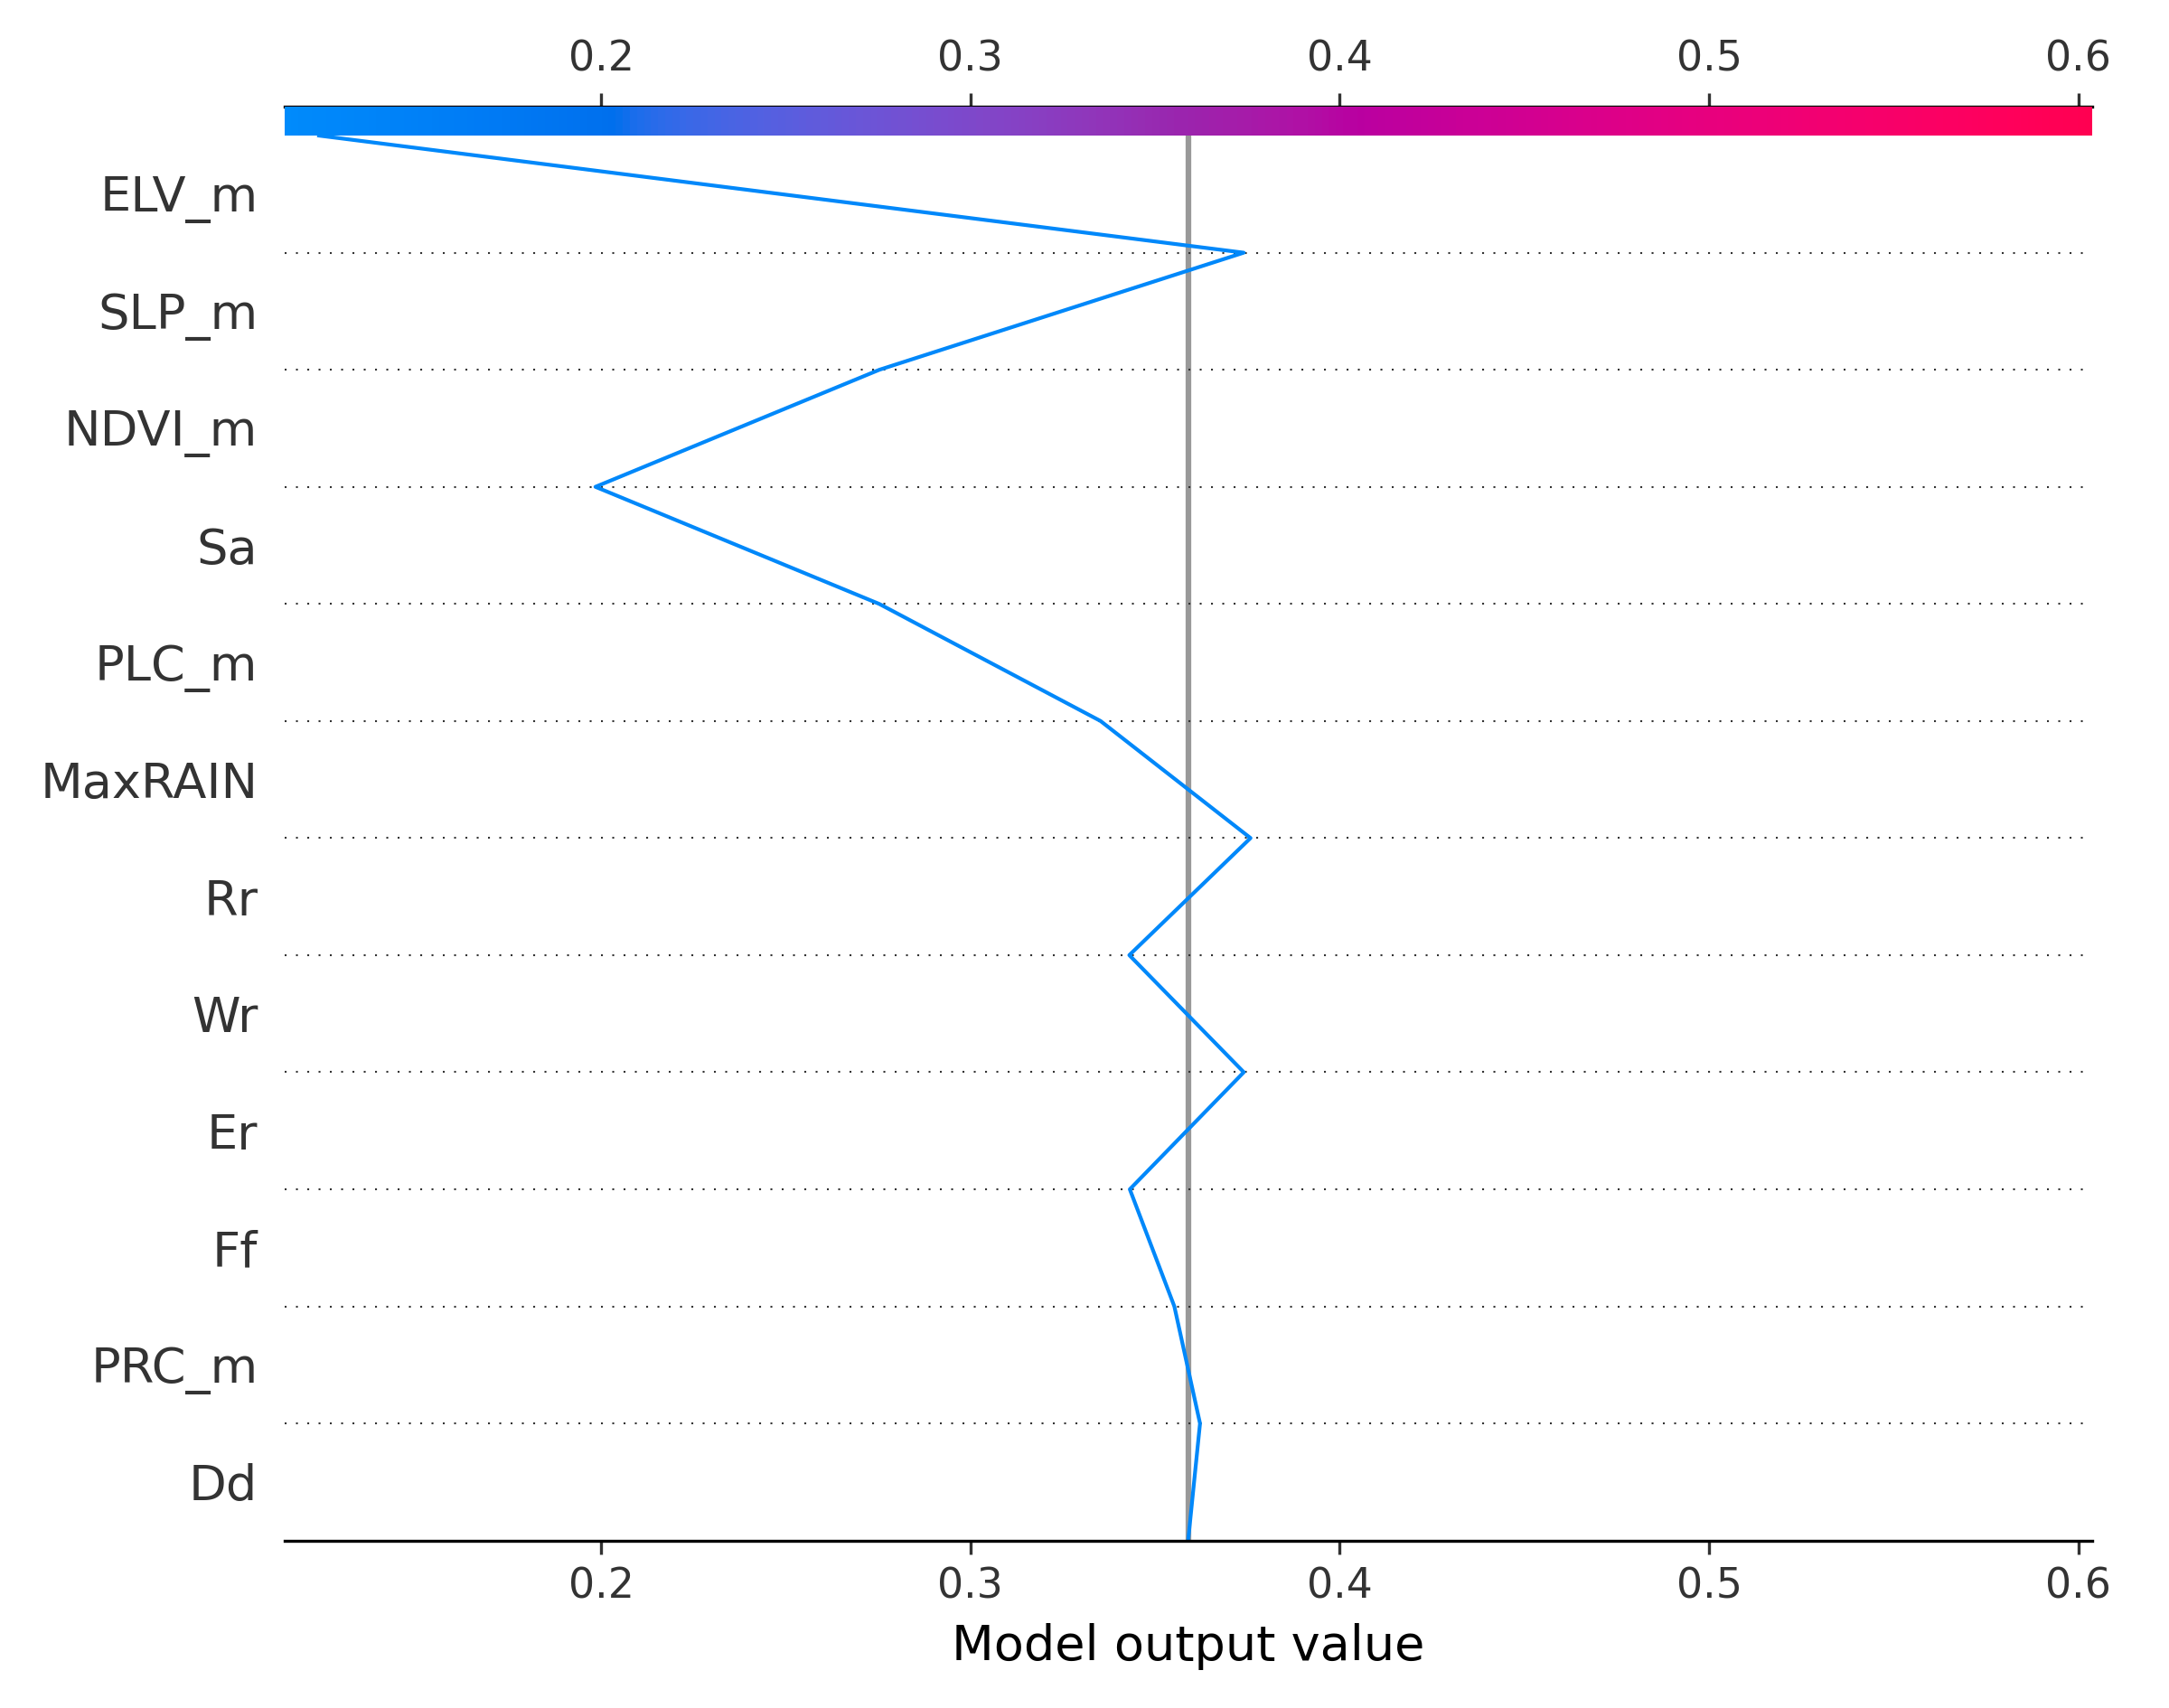 0.2 0.3 0.4 0.5 0.6
ELV_m
SLP_m
NDVI_m
Sa
PLC_m
MaxRAIN
Rr
Wr
Er
Ff
PRC_m
Dd
0.2 0.3 0.4 0.5 0.6
Model output value